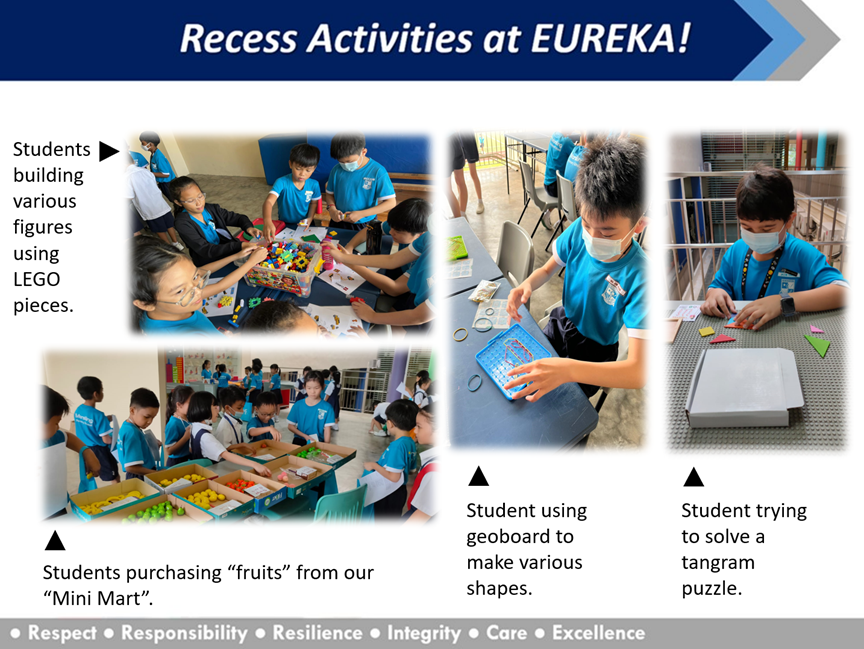 Recess Activities at EUREKA!
Students
building
various
figures
using
LEGO
pieces.
Students purchasing “fruits” from our
“Mini Mart”.
Student using
geoboard to
make various
shapes.
Student trying
to solve a
tangram
puzzle.
● Respect ● Responsibility ● Resilience ● Integrity ● Care ● Excellence